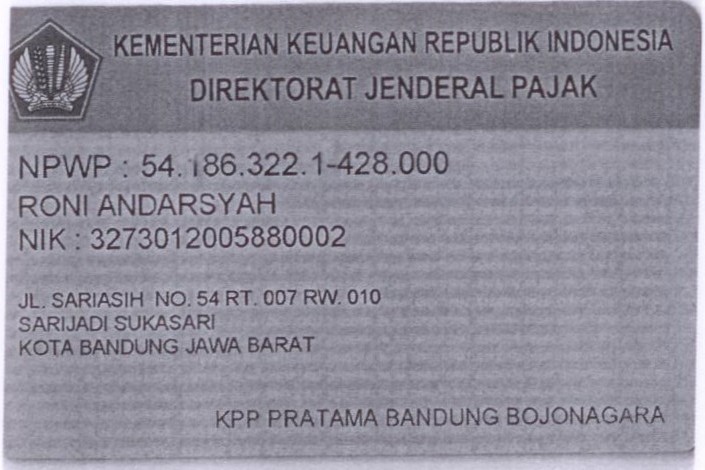 KEMENTERIAN KEUANGAN REPUBLIK INDONESIA
DIREKTORAT JENDERAL PAJAK
NPWP : 54.186.322.1-428.000
RONI ANDARSYAH
NIK : 3273012005880002
JL. SARIASIH NO. 54 RT. 007 RW. 010
SARIJADI SUKASARI
KOTA BANDUNG JAWA BARAT
KPP PRATAMA BANDUNG BOJONAGARA